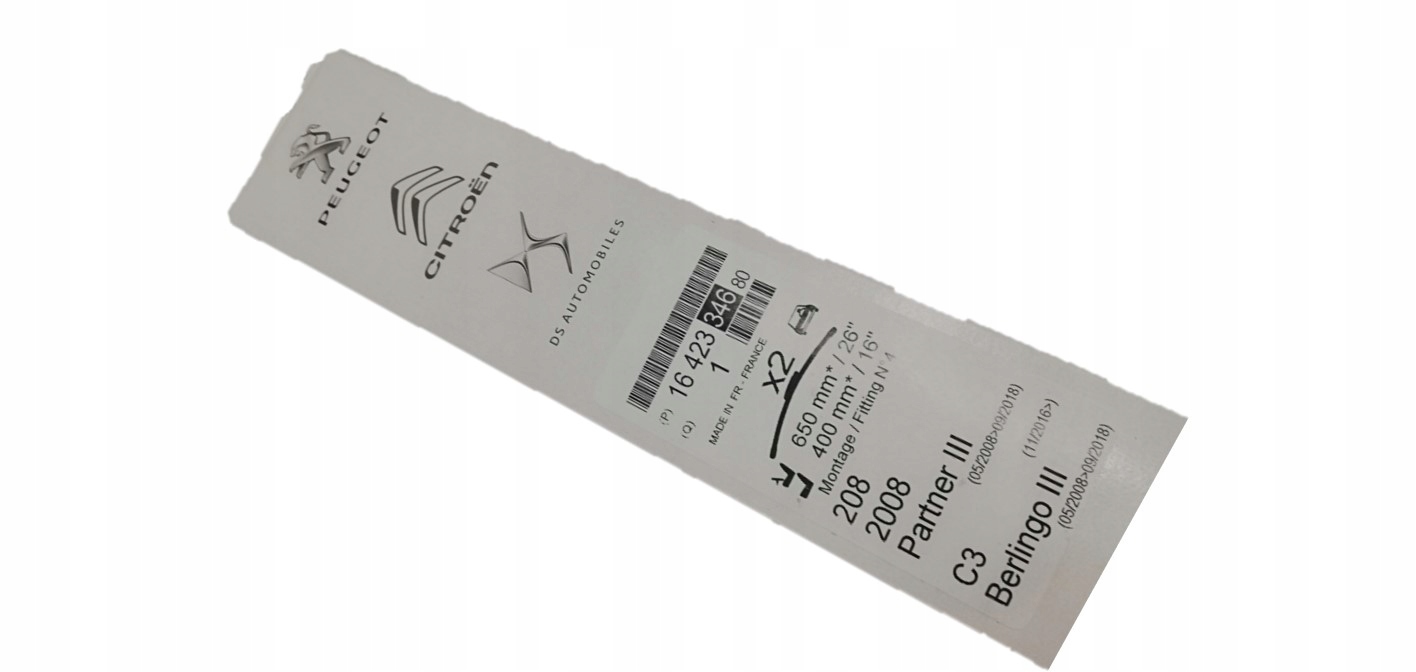 PEUGEOT
CITROËN
DS AUTOMOBILES
(P) 16 423 346 80
(Q) 1
MADE IN FR - FRANCE
x2
650 mm* / 26"
400 mm* / 16"
Montage / Fitting N°4
208
2008
Partner III (05/2008>09/2018)
C3 (11/2016>)
Berlingo III (05/2008>09/2018)